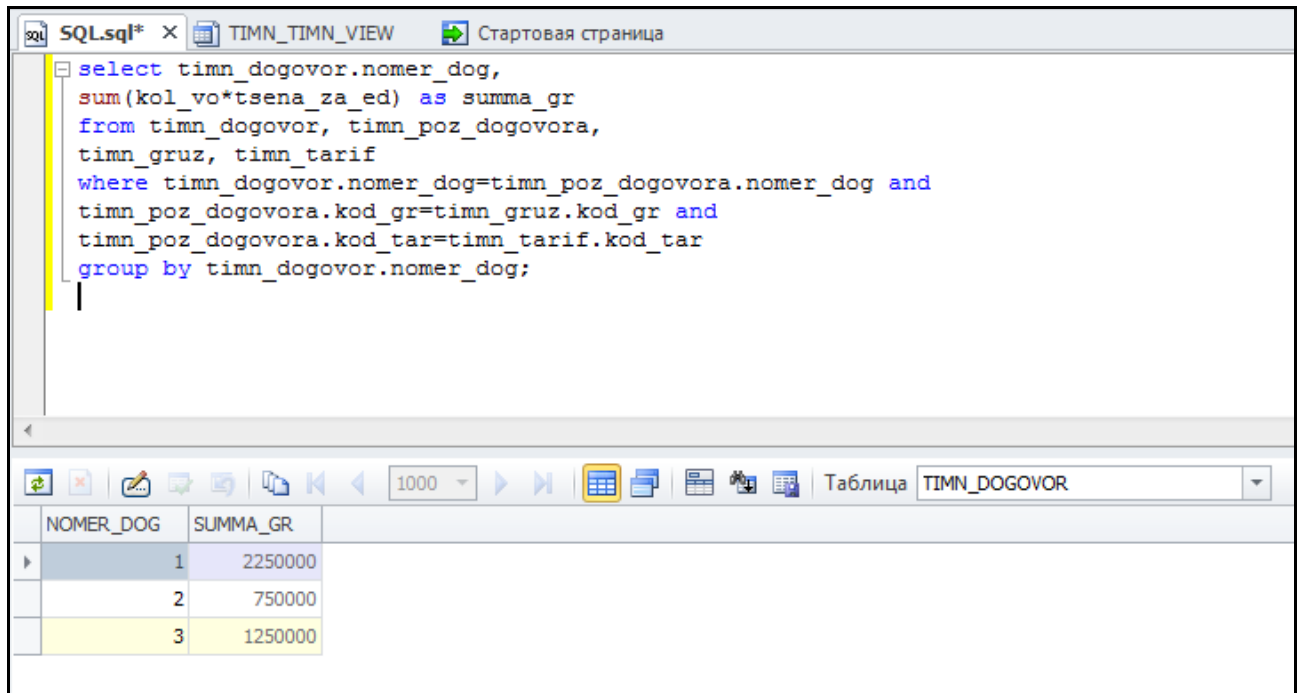 SQL.sql* TIMN_TIMN_VIEW Стартовая страница
select timn_dogovor.nomer_dog,
sum(kol_vo*tsena_za_ed) as summa_gr
from timn_dogovor, timn_poz_dogovora,
timn_gruz, timn_tarif
where timn_dogovor.nomer_dog=timn_poz_dogovora.nomer_dog and
timn_poz_dogovora.kod_gr=timn_gruz.kod_gr and
timn_poz_dogovora.kod_tar=timn_tarif.kod_tar
group by timn_dogovor.nomer_dog;
1000 Таблица TIMN_DOGOVOR
NOMER_DOG SUMMA_GR
1 2250000
2 750000
3 1250000